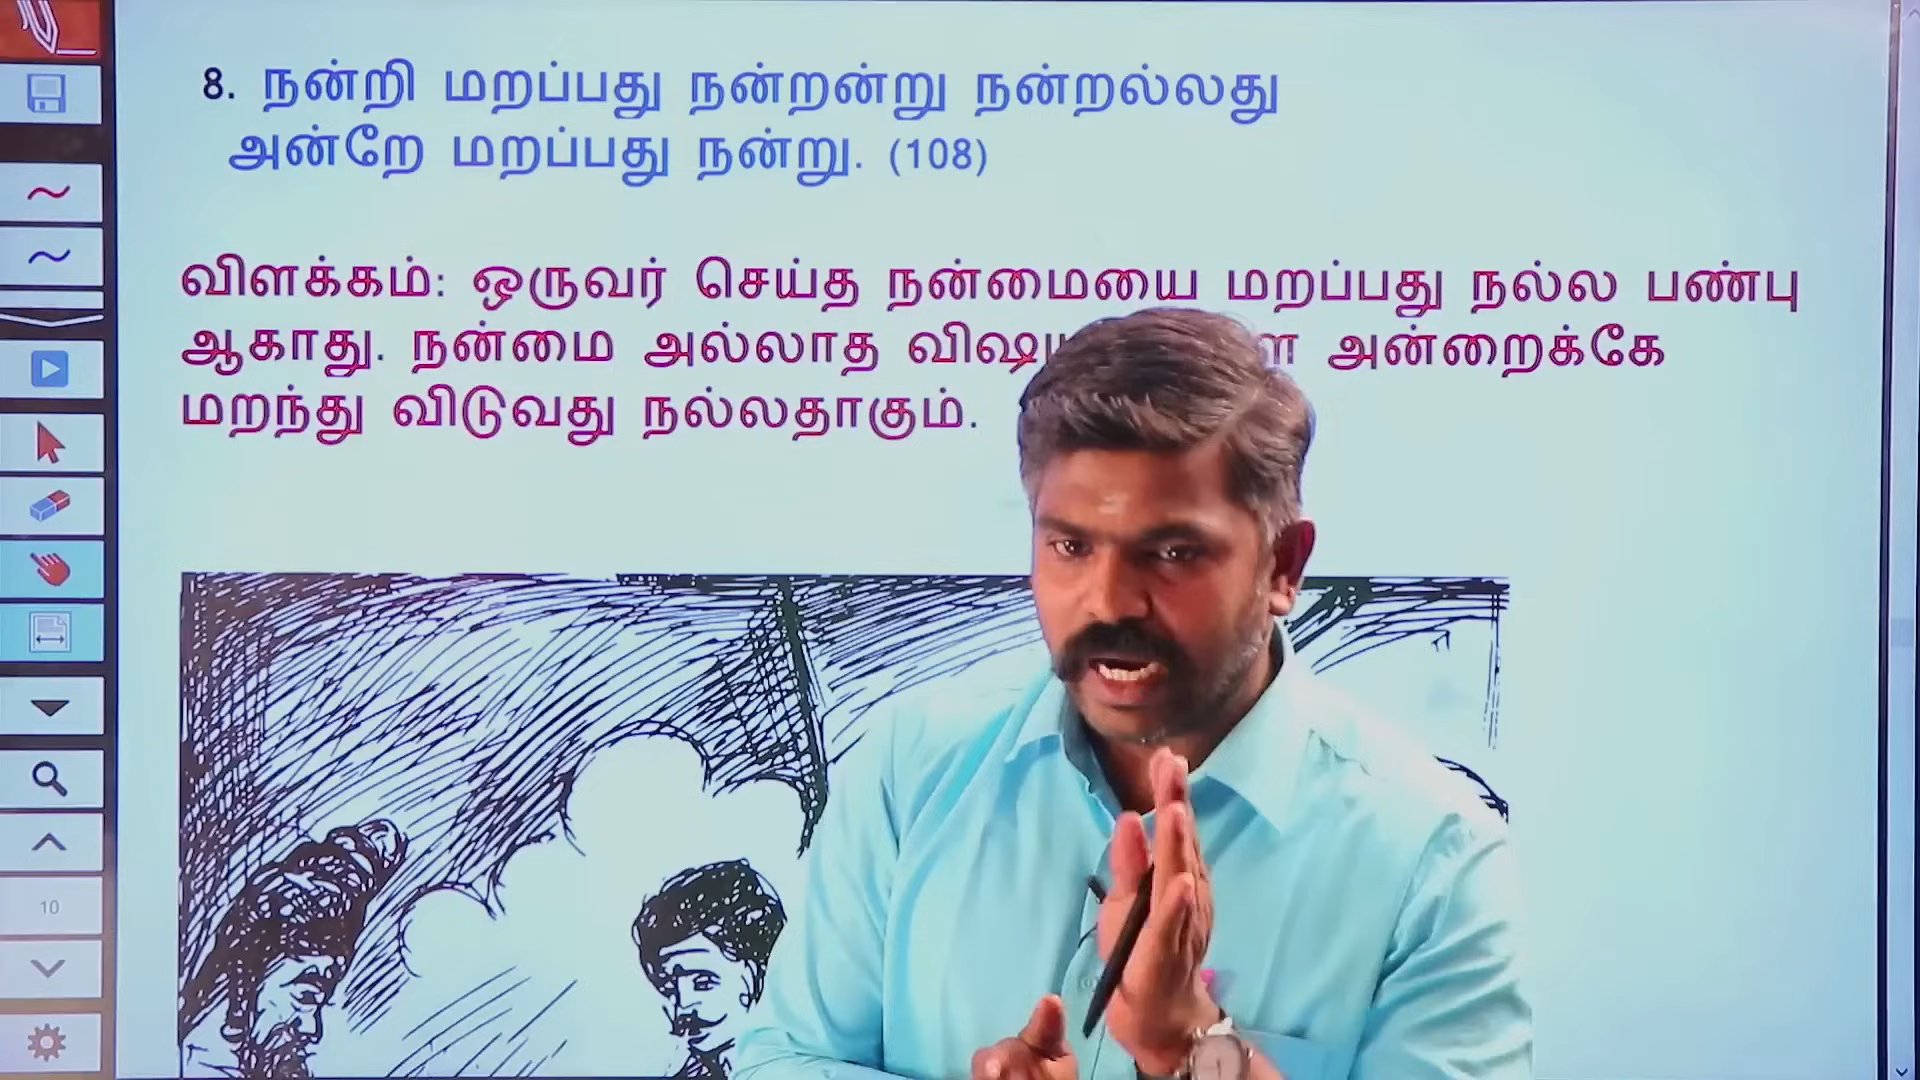 8. நன்றி மறப்பது நன்றன்று நன்றல்லது
அன்றே மறப்பது நன்று. (108)
விளக்கம்: ஒருவர் செய்த நன்மையை மறப்பது நல்ல பண்பு
ஆகாது. நன்மை அல்லாத அன்றைக்கே
மறந்து விடுவது நல்லதாகும்.
10